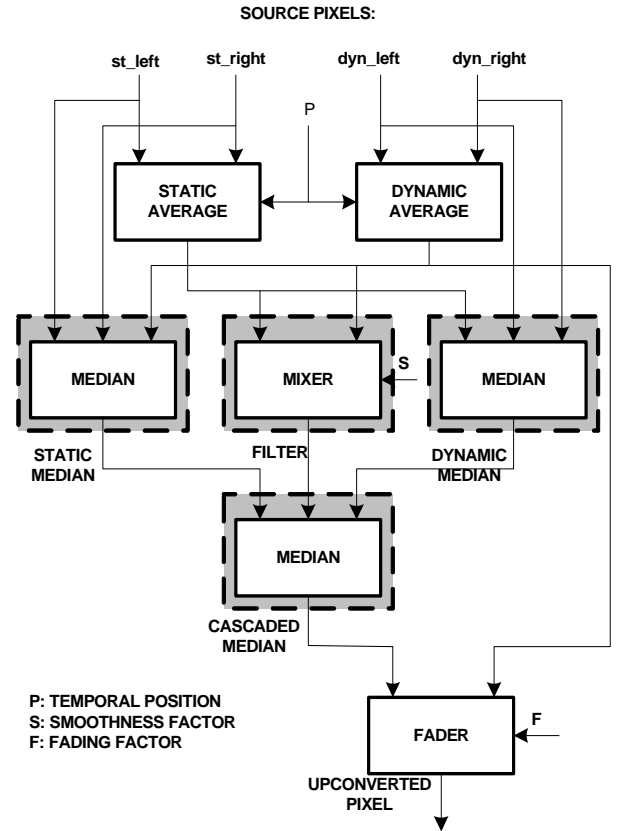 SOURCE PIXELS:
st_left
st_right
dyn_left
dyn_right
P
STATIC
AVERAGE
DYNAMIC
AVERAGE
MEDIAN
MIXER
S
MEDIAN
STATIC
MEDIAN
FILTER
DYNAMIC
MEDIAN
MEDIAN
CASCADED
MEDIAN
P: TEMPORAL POSITION
S: SMOOTHNESS FACTOR
F: FADING FACTOR
FADER
F
UPCONVERTED
PIXEL